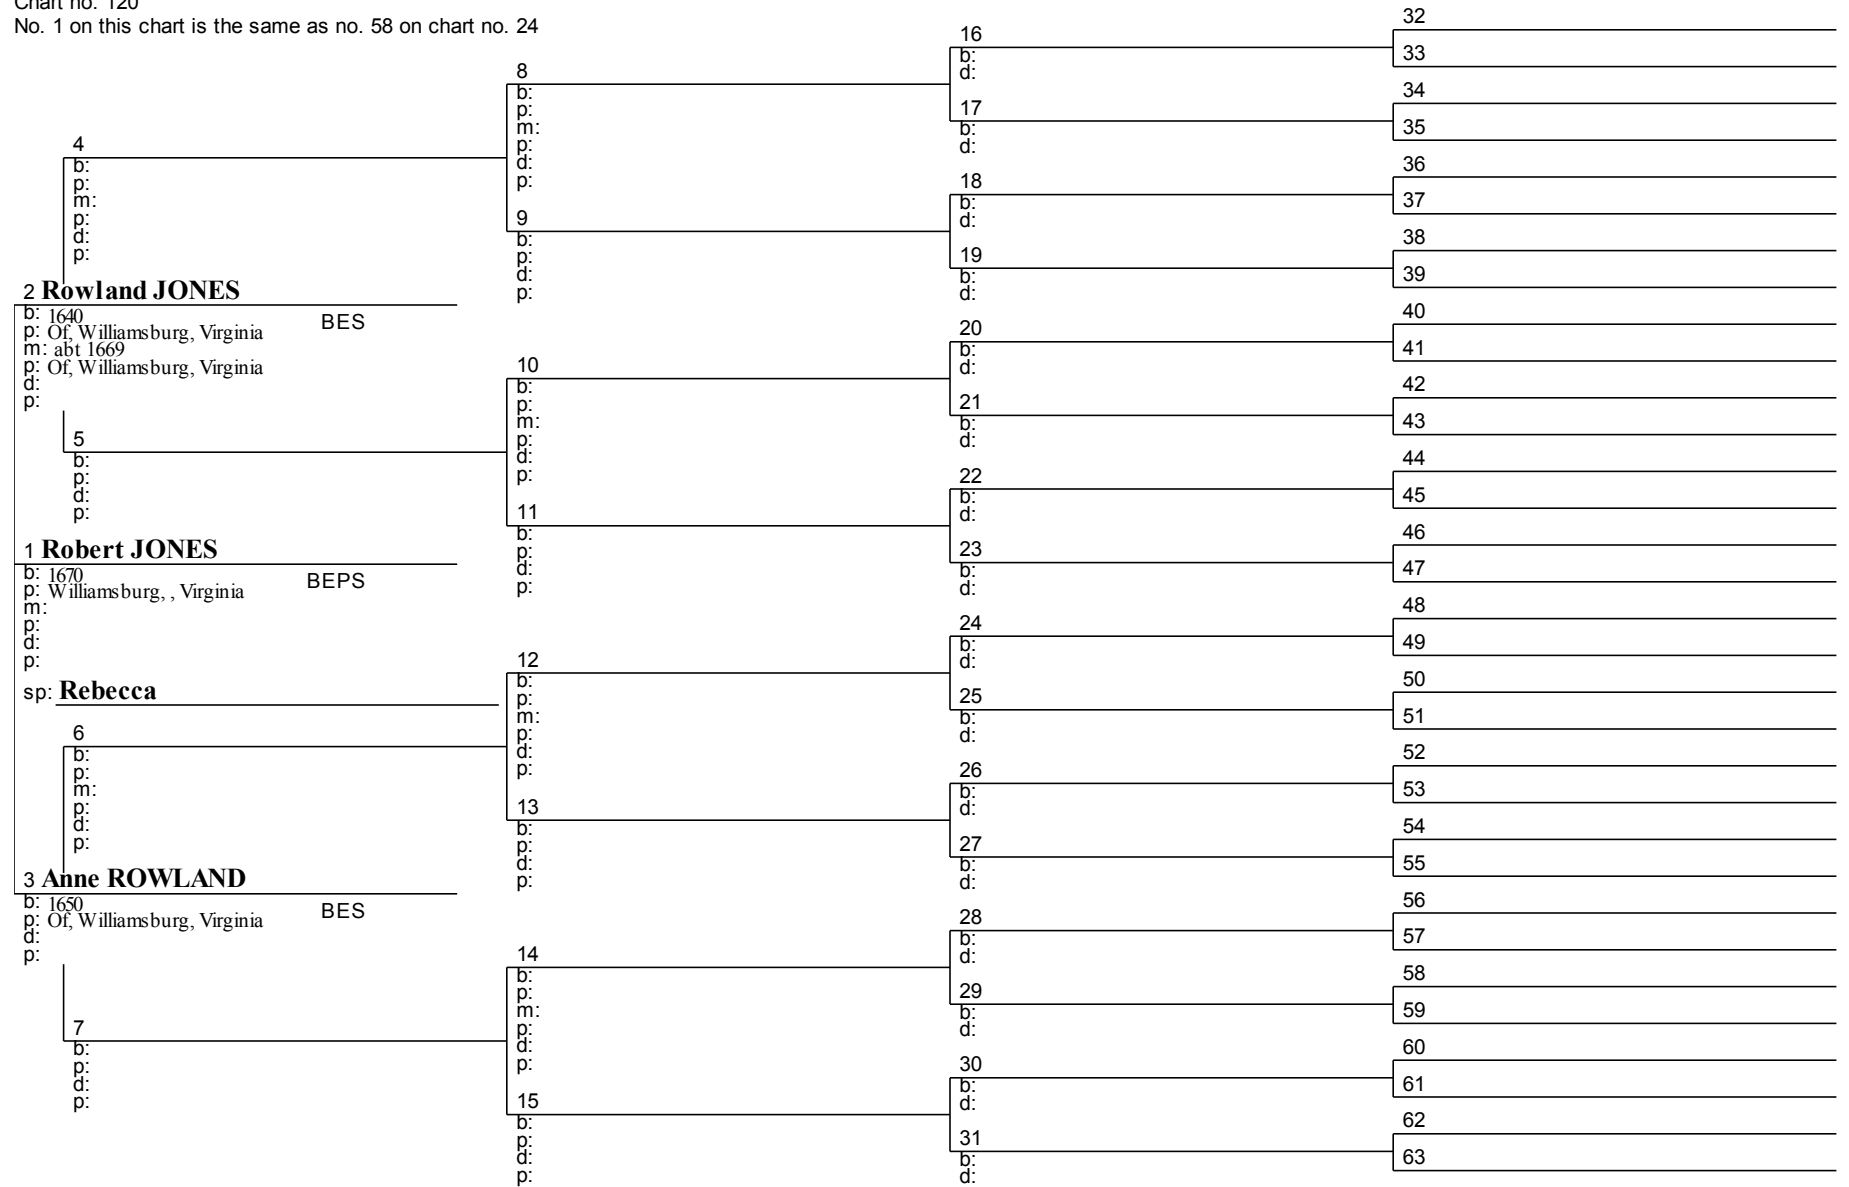 Chart no. 120
No. 1 on this chart is the same as no. 58 on chart no. 24
4
b:
p:
m:
p:
d:
p:
2 Rowland JONES
b: 1640
BES
p: Of, Williamsburg, Virginia
m: abt 1669
p: Of, Williamsburg, Virginia
d:
p:
5
b:
p:
d:
p:
1 Robert JONES
b: 1670
BEPS
p: Williamsburg, , Virginia
m:
p:
d:
p:
sp: Rebecca
6
b:
p:
m:
p:
d:
p:
3 Anne ROWLAND
b: 1650
BES
p: Of, Williamsburg, Virginia
d:
p:
7
b:
p:
d:
p:
8
b:
p:
m:
p:
d:
p:
9
b:
p:
d:
p:
10
b:
p:
m:
p:
d:
p:
11
b:
p:
d:
p:
12
b:
p:
m:
p:
d:
p:
13
b:
p:
d:
p:
14
b:
p:
m:
p:
d:
p:
15
b:
p:
d:
p:
16
b:
d:
17
b:
d:
18
b:
d:
19
b:
d:
20
b:
d:
21
b:
d:
22
b:
d:
23
b:
d:
24
b:
d:
25
b:
d:
26
b:
d:
27
b:
d:
28
b:
d:
29
b:
d:
30
b:
d:
31
b:
d:
32
33
34
35
36
37
38
39
40
41
42
43
44
45
46
47
48
49
50
51
52
53
54
55
56
57
58
59
60
61
62
63